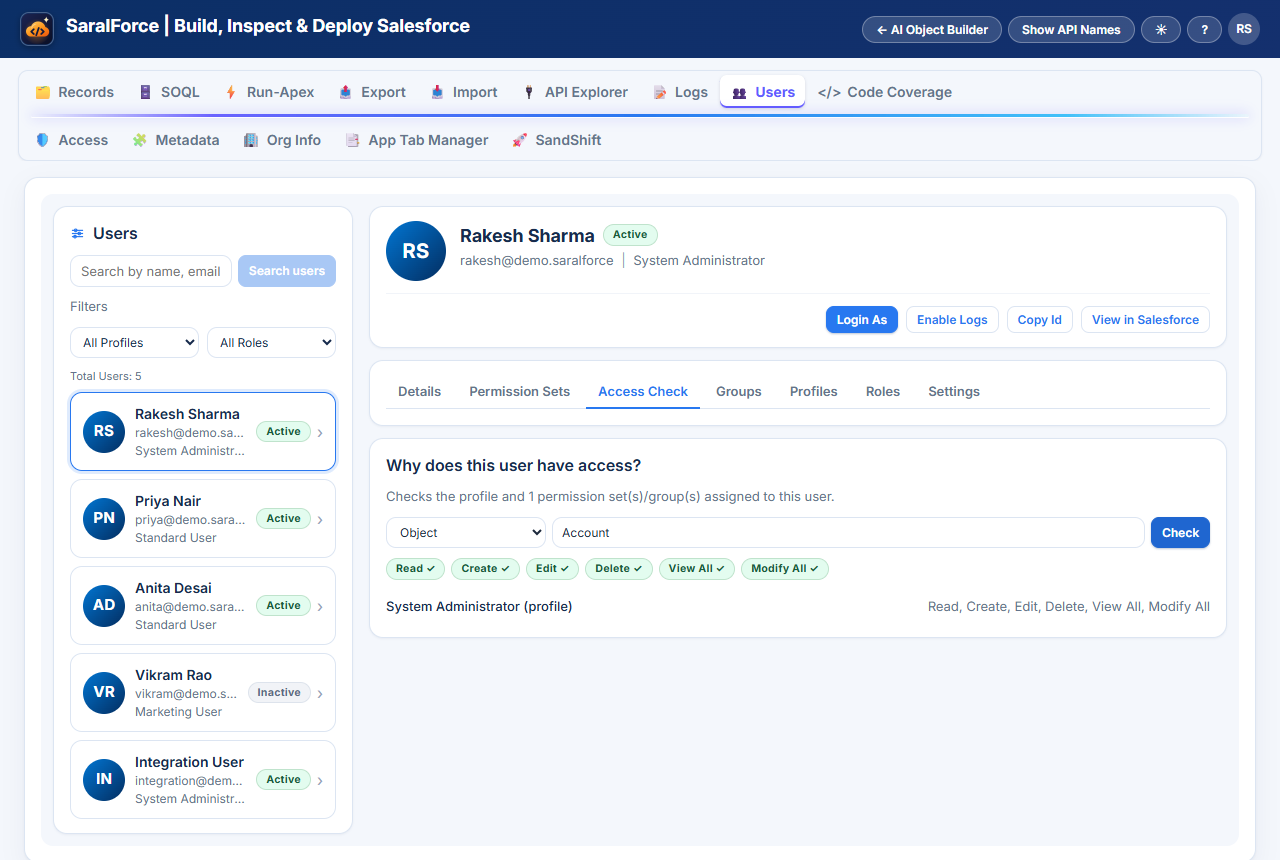 SaralForce | Build, Inspect & Deploy Salesforce
← AI Object Builder
Show API Names
?
RS
Records
SOQL
Run-Apex
Export
Import
API Explorer
Logs
Users
</> Code Coverage
Access
Metadata
Org Info
App Tab Manager
SandShift
Users
Search by name, email
Search users
Filters
All Profiles
All Roles
Total Users: 5
RS
Rakesh Sharma
rakesh@demo.sa...
System Administr...
Active
PN
Priya Nair
priya@demo.sara...
Standard User
Active
AD
Anita Desai
anita@demo.sara...
Standard User
Active
VR
Vikram Rao
vikram@demo.s...
Marketing User
Inactive
IN
Integration User
integration@dem...
System Administr...
Active
RS
Rakesh Sharma
Active
rakesh@demo.saralforce | System Administrator
Login As
Enable Logs
Copy Id
View in Salesforce
Details
Permission Sets
Access Check
Groups
Profiles
Roles
Settings
Why does this user have access?
Checks the profile and 1 permission set(s)/group(s) assigned to this user.
Object
Account
Check
Read ✓
Create ✓
Edit ✓
Delete ✓
View All ✓
Modify All ✓
System Administrator (profile)
Read, Create, Edit, Delete, View All, Modify All